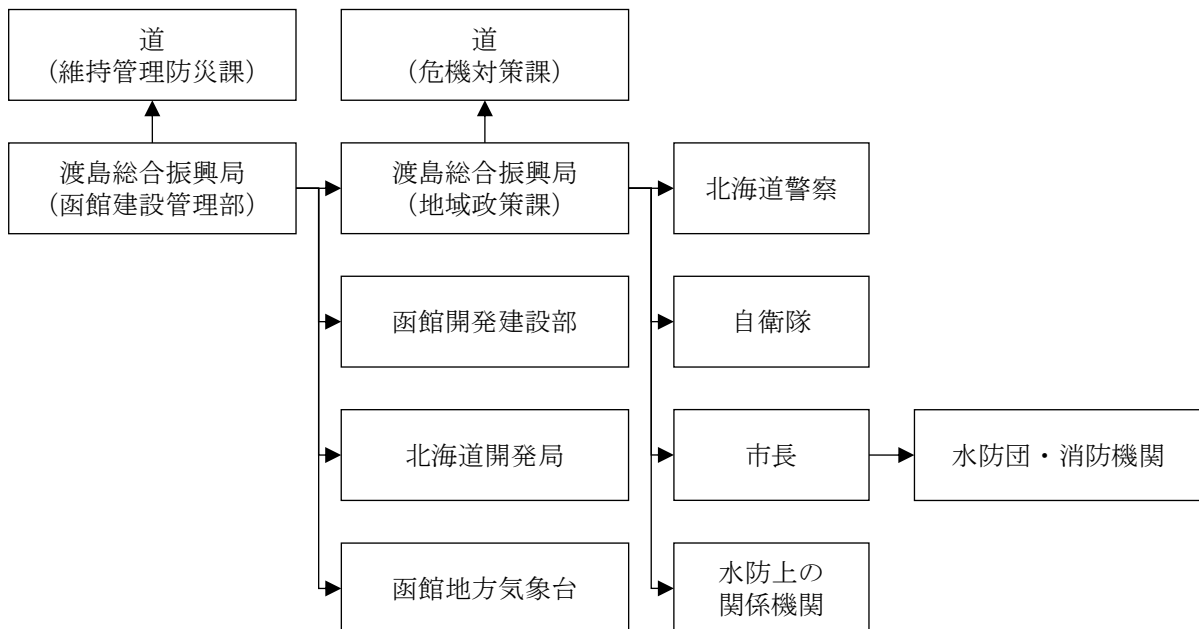 道
（維持管理防災課）
道
（危機対策課）
渡島総合振興局
（函館建設管理部）
渡島総合振興局
（地域政策課）
北海道警察
函館開発建設部
自衛隊
北海道開発局
市長
水防団・消防機関
函館地方気象台
水防上の
関係機関